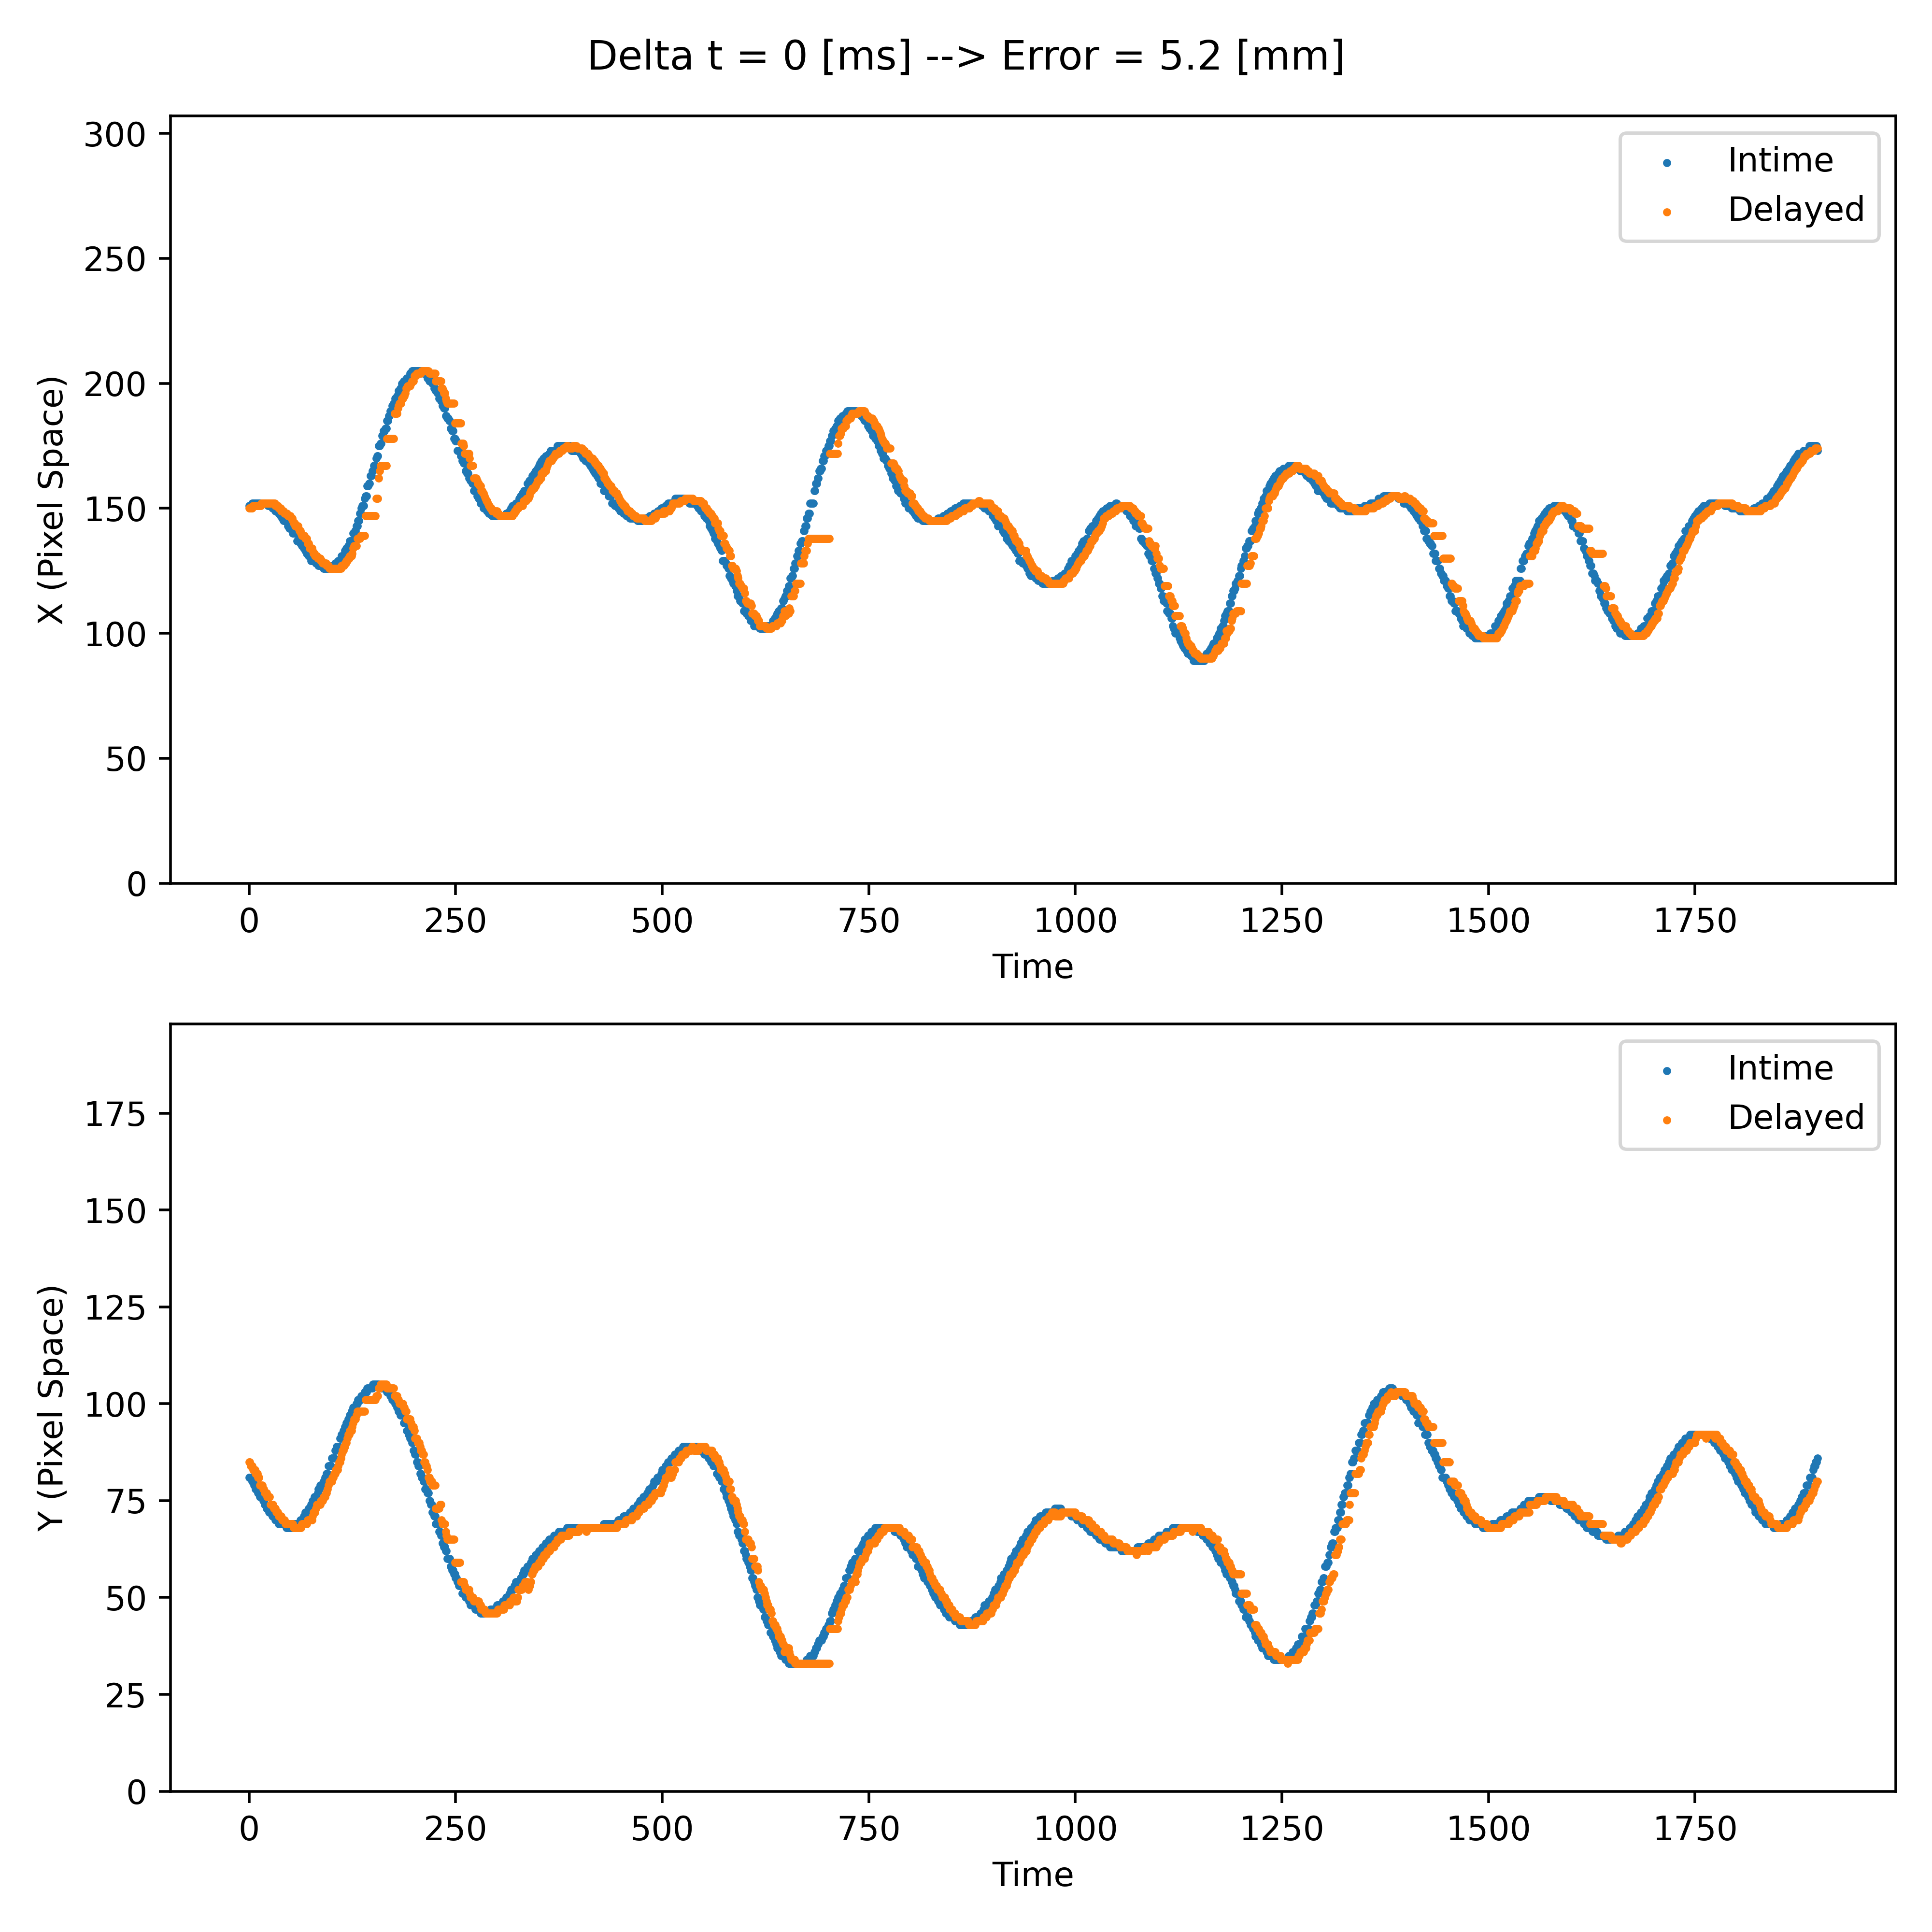 Delta t = 0 [ms] --> Error = 5.2 [mm]
300
250
200
150
100
50
0
X (Pixel Space)
Intime
Delayed
0 250 500 750 1000 1250 1500 1750
Time
175
150
125
100
75
50
25
0
Y (Pixel Space)
Intime
Delayed
0 250 500 750 1000 1250 1500 1750
Time